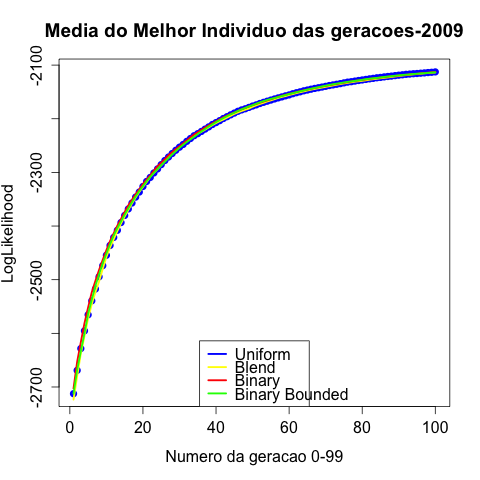 Media do Melhor Individuo das geracoes-2009
LogLikelihood
-2100
-2300
-2500
-2700
Uniform
Blend
Binary
Binary Bounded
0 20 40 60 80 100
Numero da geracao 0-99